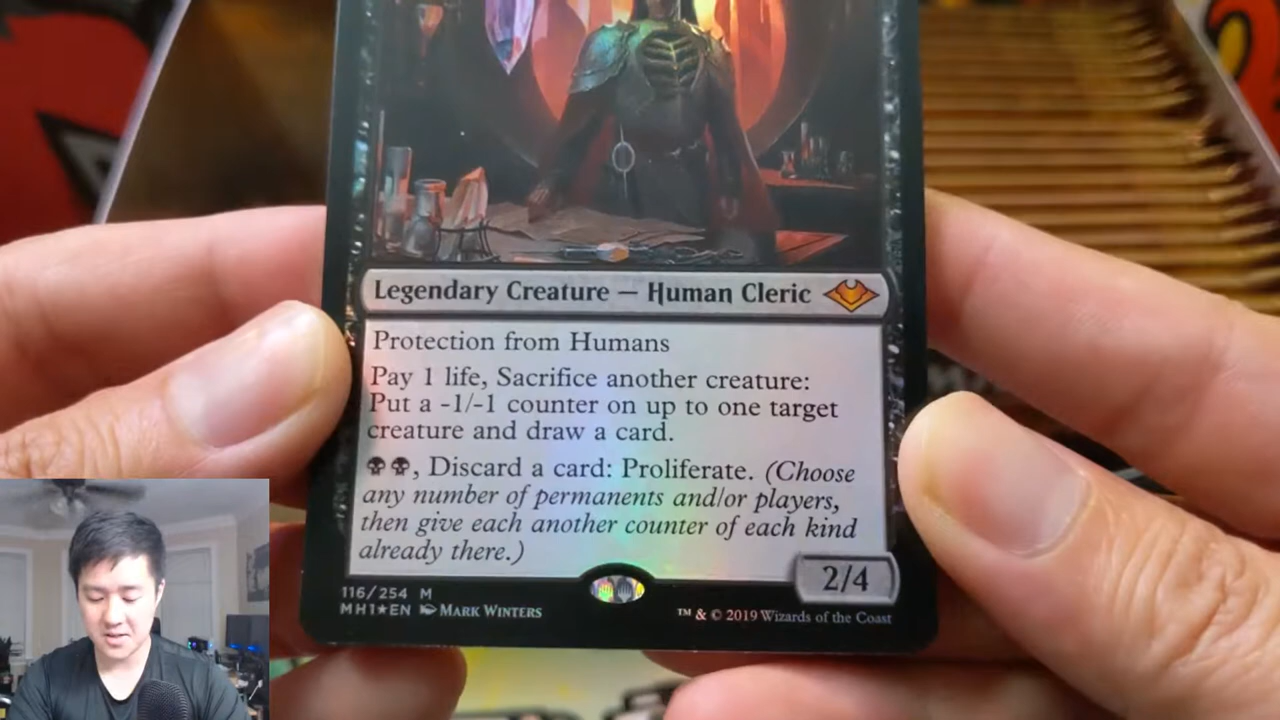 Legendary Creature — Human Cleric
Protection from Humans
Pay 1 life, Sacrifice another creature:
Put a -1/-1 counter on up to one target
creature and draw a card.
, Discard a card: Proliferate. (Choose
any number of permanents and/or players,
then give each another counter of each kind
already there.)
2/4
116/254 M
MH1★EN MARK WINTERS
™ & © 2019 Wizards of the Coast